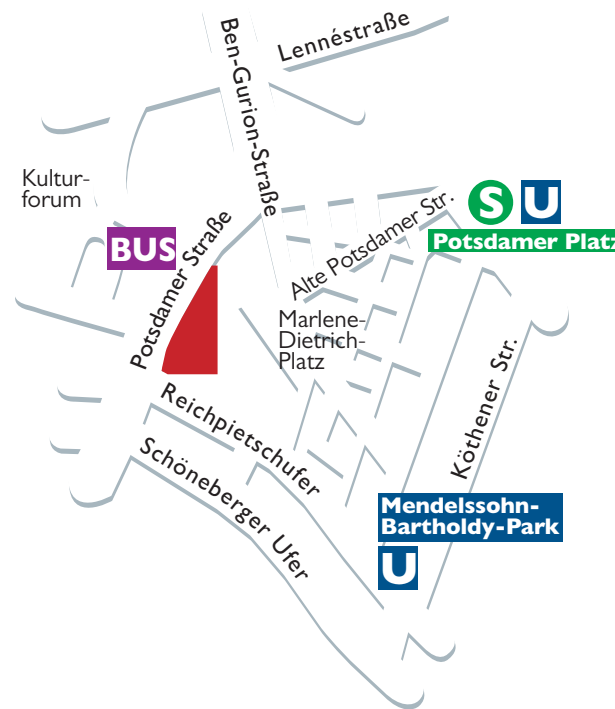 Lennéstraße
Ben-Gurion-Straße
Kultur-
forum
S U
Potsdamer Platz
BUS
Potsdamer Straße
Alte Potsdamer Str.
Marlene-
Dietrich-
Platz
Reichpietschufer
Köthener Str.
Schöneberger Ufer
Mendelssohn-
Bartholdy-Park
U